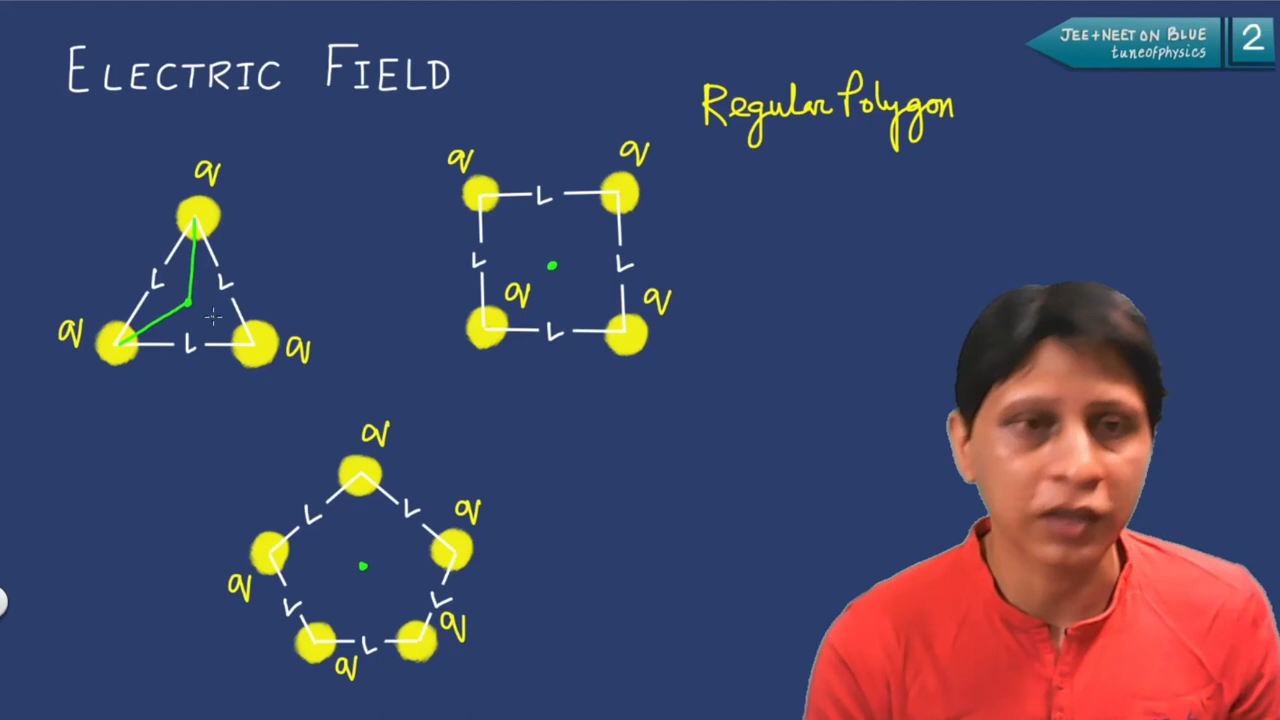 ELECTRIC FIELD
JEE+NEET ON BLUE
tuneofphysics
2
Regular Polygon
q
L
L
q
L
q
q
q
L
L
L
q
q
L
q
L
L
q
q
L
L
q
L
q